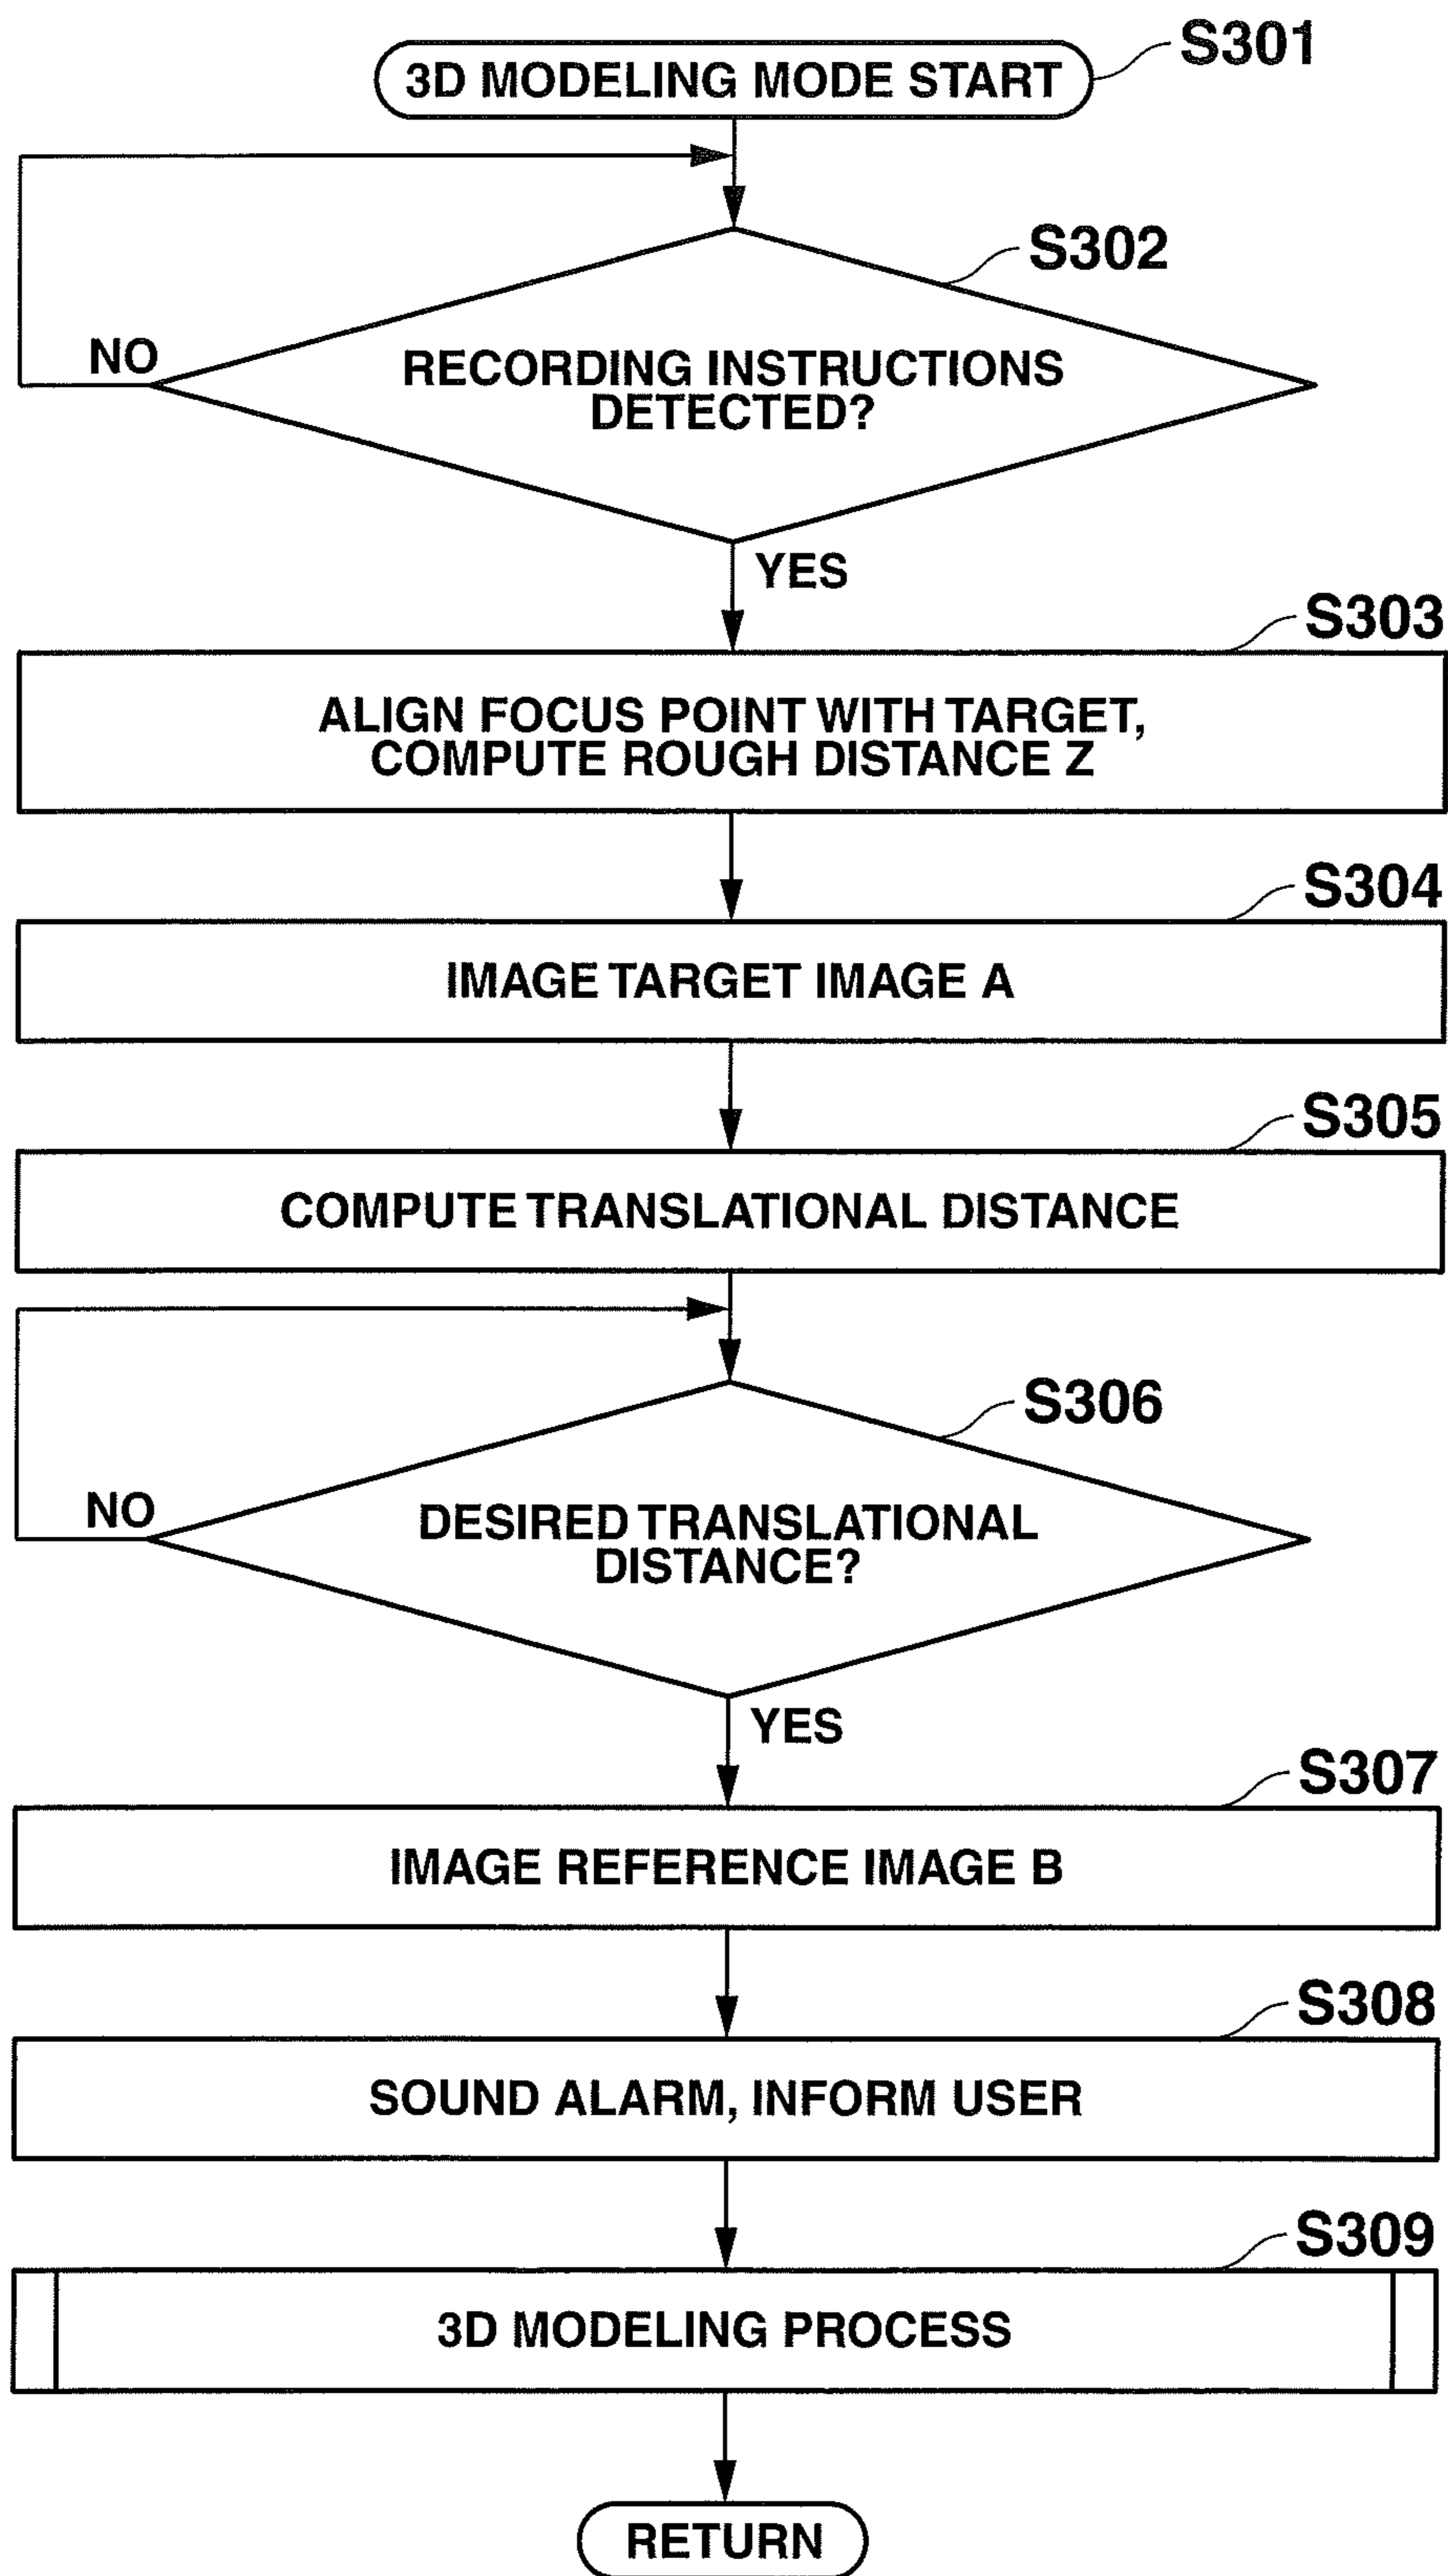 S301
3D MODELING MODE START
S302
NO
RECORDING INSTRUCTIONS
DETECTED?
YES
S303
ALIGN FOCUS POINT WITH TARGET,
COMPUTE ROUGH DISTANCE Z
S304
IMAGE TARGET IMAGE A
S305
COMPUTE TRANSLATIONAL DISTANCE
S306
NO
DESIRED TRANSLATIONAL
DISTANCE?
YES
S307
IMAGE REFERENCE IMAGE B
S308
SOUND ALARM, INFORM USER
S309
3D MODELING PROCESS
RETURN